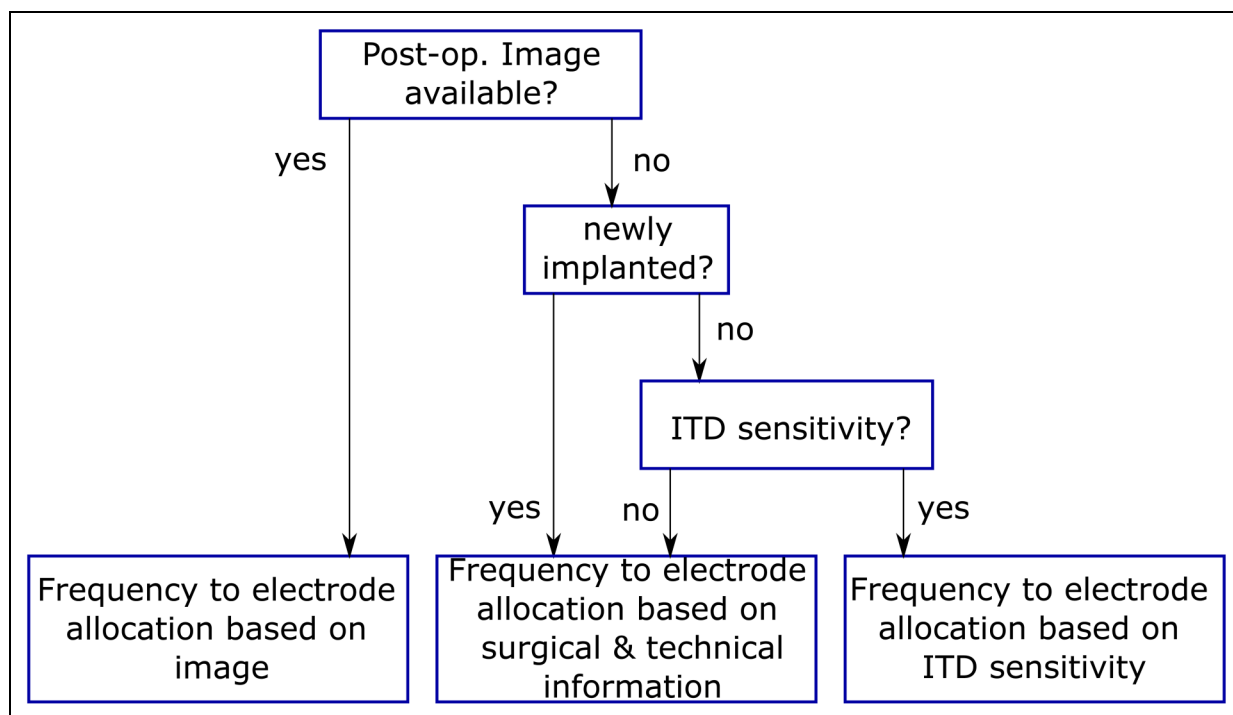 Post-op. Image
available?
yes
no
newly
implanted?
no
ITD sensitivity?
yes
no
yes
Frequency to electrode
allocation based on
image
Frequency to electrode
allocation based on
surgical & technical
information
Frequency to electrode
allocation based on
ITD sensitivity